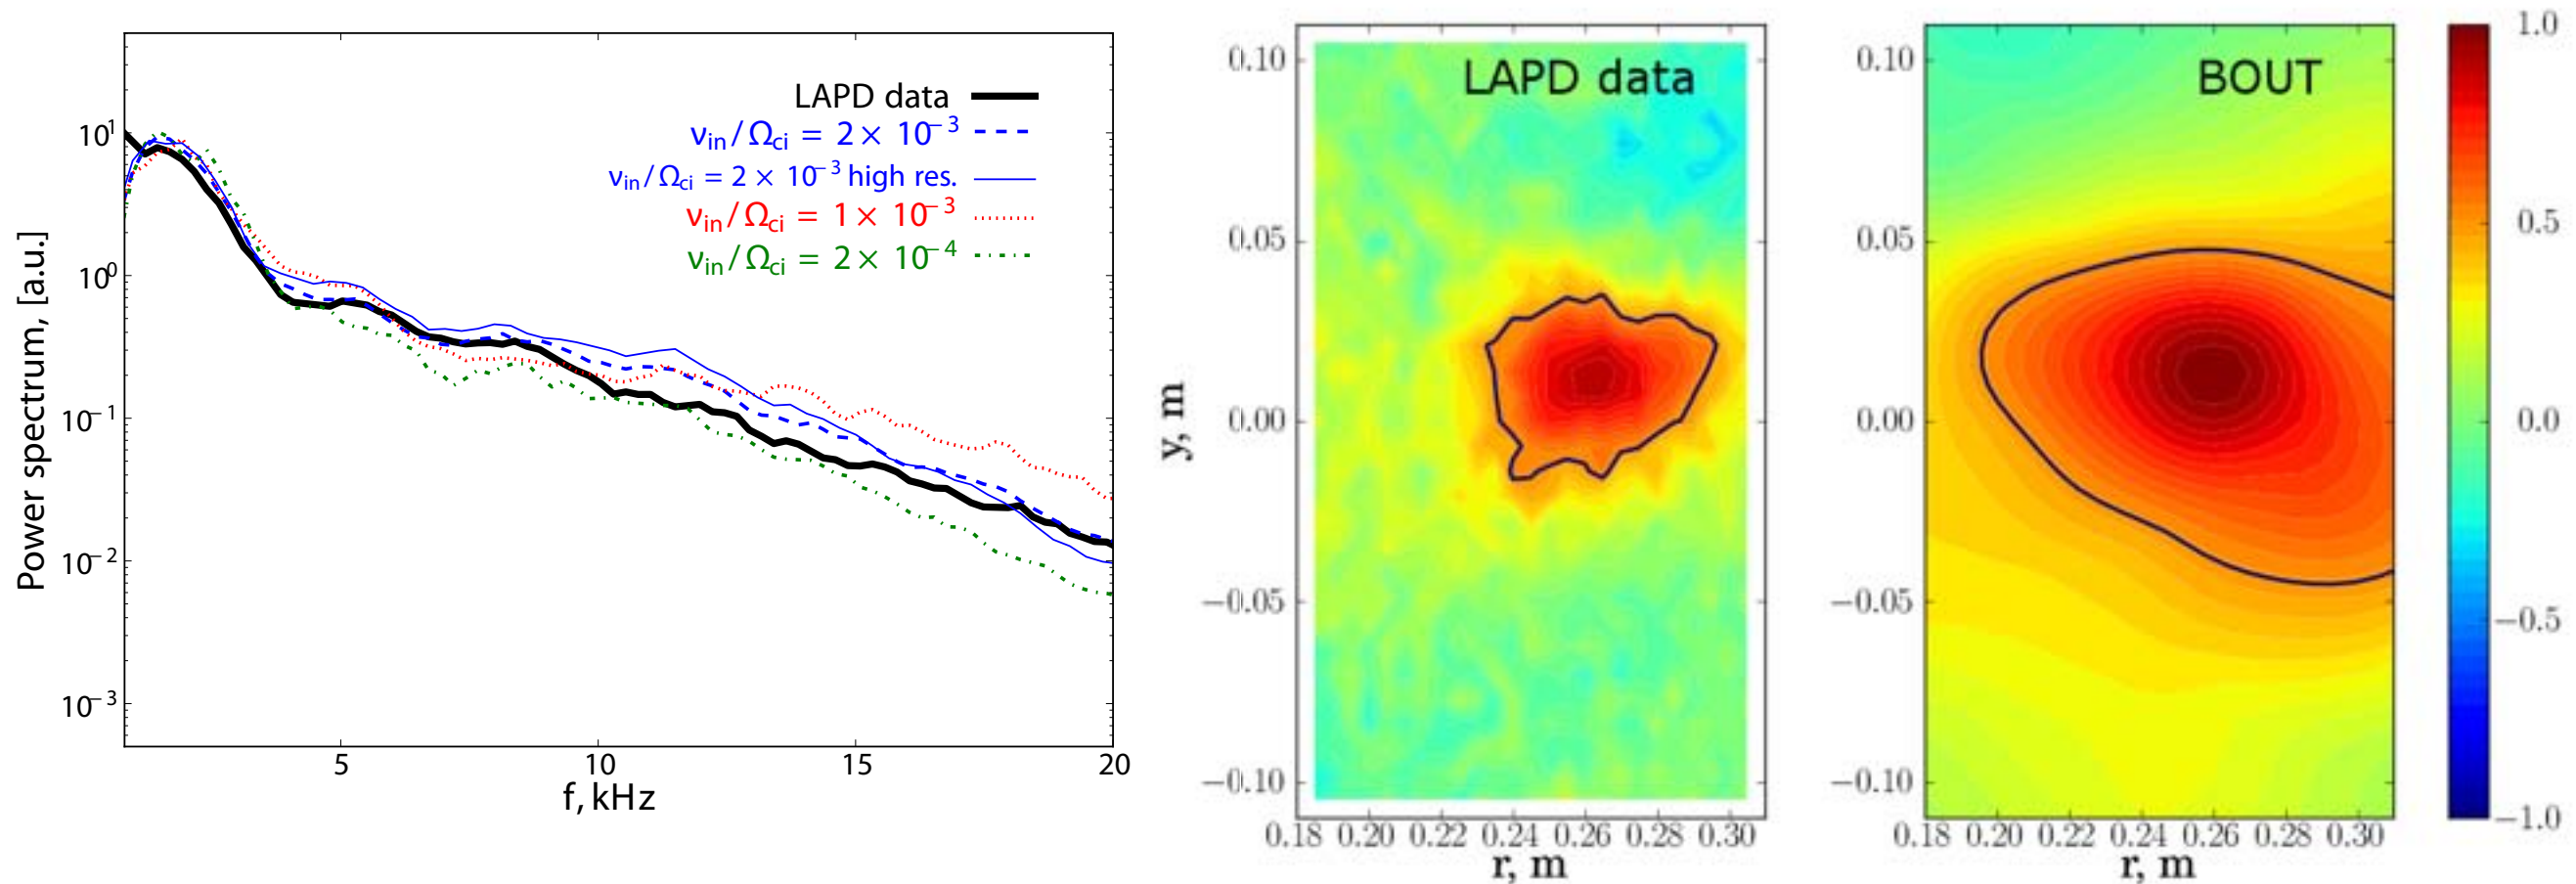 Power spectrum, [a.u.]
10¹
10⁰
10⁻¹
10⁻²
10⁻³
LAPD data
ν_in/Ω_ci = 2 × 10⁻³
ν_in/Ω_ci = 2 × 10⁻³ high res.
ν_in/Ω_ci = 1 × 10⁻³
ν_in/Ω_ci = 2 × 10⁻⁴
5 10 15 20
f, kHz
y, m
0.10
0.05
0.00
−0.05
−0.10
LAPD data
0.18 0.20 0.22 0.24 0.26 0.28 0.30
r, m
0.10
0.05
0.00
−0.05
−0.10
BOUT
0.18 0.20 0.22 0.24 0.26 0.28 0.30
r, m
1.0
0.5
0.0
−0.5
−1.0